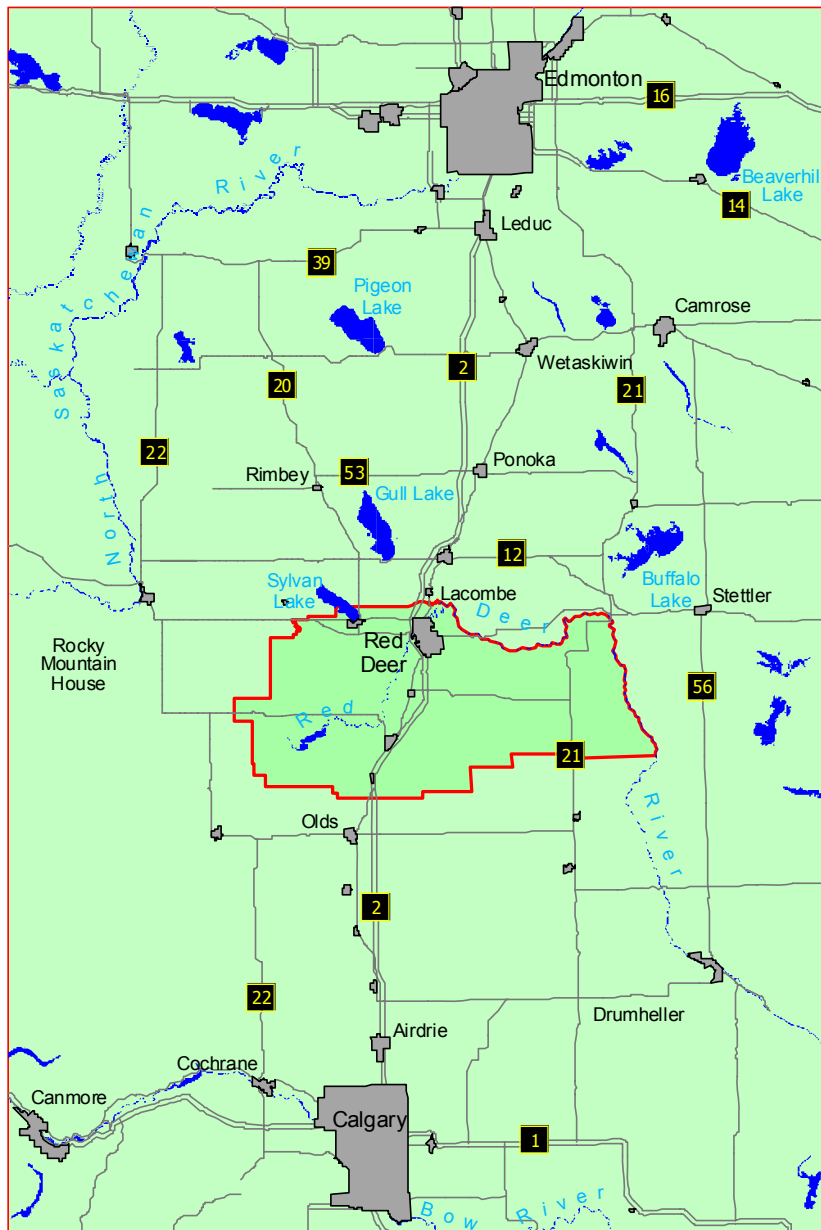 Edmonton
16
River
Beaverhill
Lake
14
Leduc
39
Saskatchewan
Pigeon
Lake
Camrose
Wetaskiwin
2
20
21
22
Rimbey
53
Ponoka
Gull Lake
North
12
Sylvan
Lake
Lacombe
Buffalo
Lake
Stettler
Deer
Red
Deer
Rocky
Mountain
House
56
Red
21
River
Olds
2
22
Drumheller
Airdrie
Cochrane
Canmore
Calgary
1
Bow River